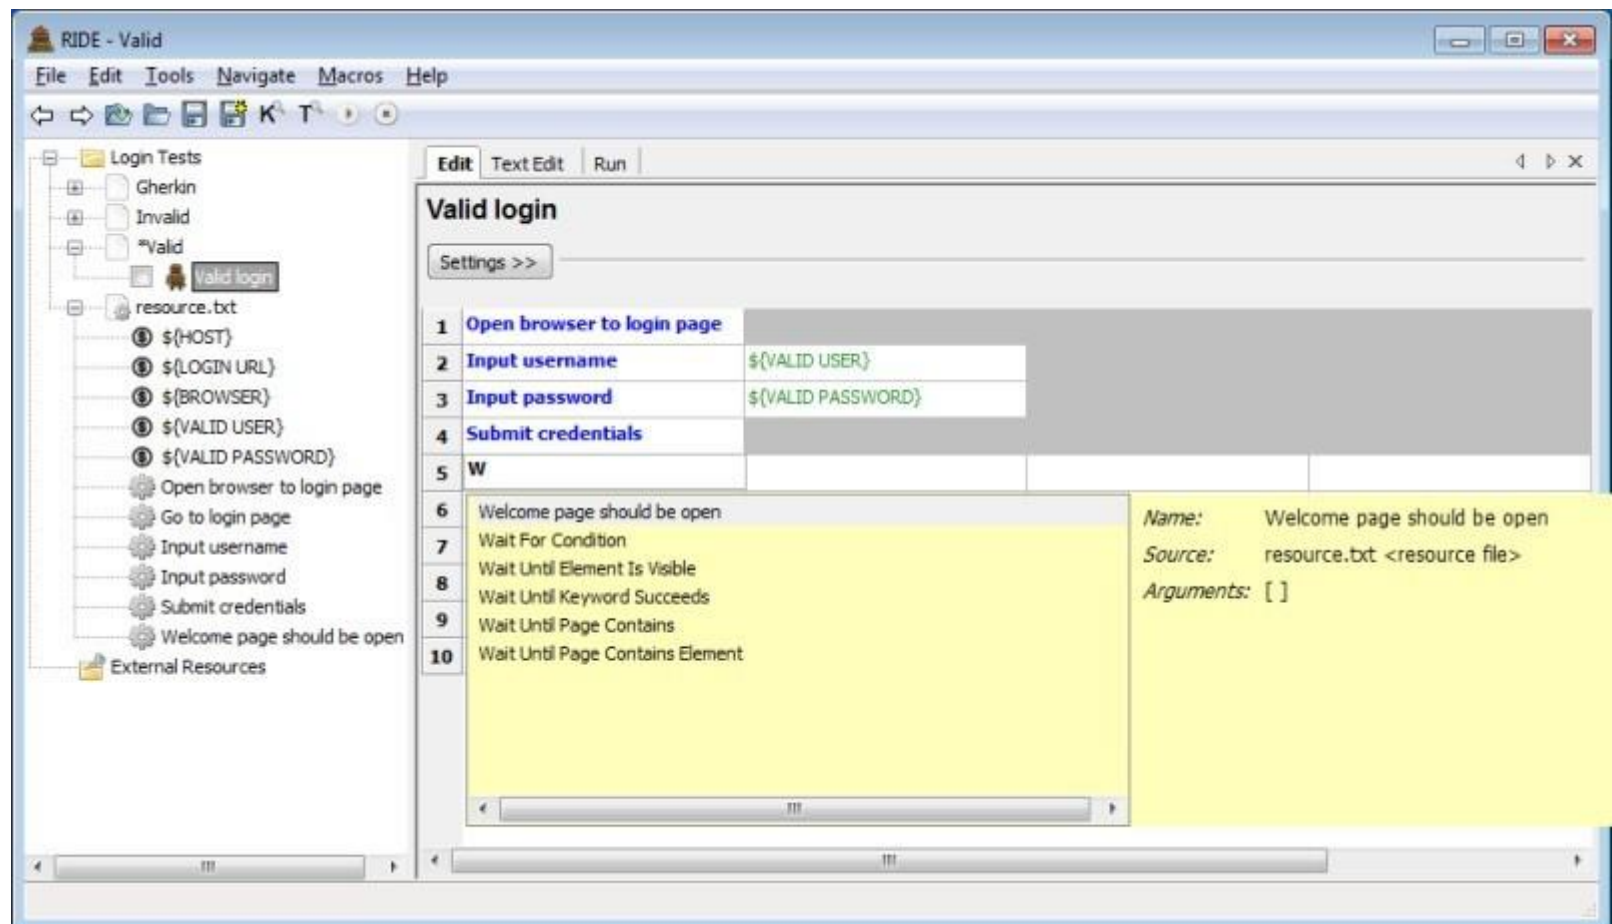 RIDE - Valid
File Edit Tools Navigate Macros Help
K T
Login Tests
Gherkin
Invalid
*Valid
Valid login
resource.txt
${HOST}
${LOGIN URL}
${BROWSER}
${VALID USER}
${VALID PASSWORD}
Open browser to login page
Go to login page
Input username
Input password
Submit credentials
Welcome page should be open
External Resources
Edit Text Edit Run
Valid login
Settings >>
1 Open browser to login page
2 Input username ${VALID USER}
3 Input password ${VALID PASSWORD}
4 Submit credentials
5 W
6
7
8
9
10
Welcome page should be open
Wait For Condition
Wait Until Element Is Visible
Wait Until Keyword Succeeds
Wait Until Page Contains
Wait Until Page Contains Element
Name: Welcome page should be open
Source: resource.txt <resource file>
Arguments: [ ]